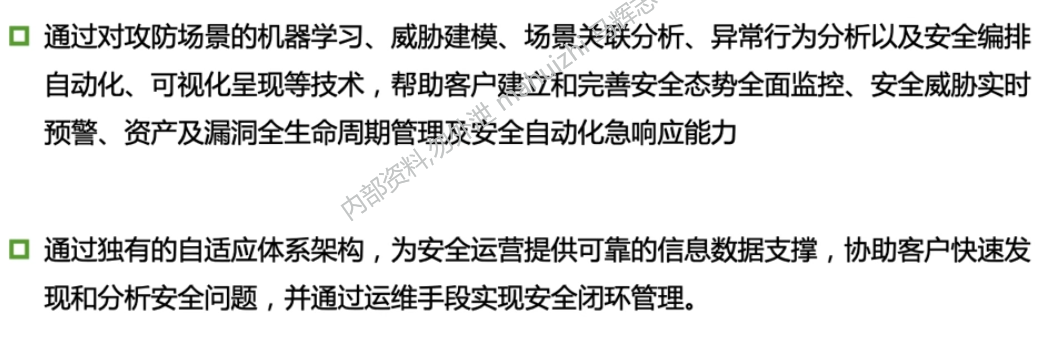 通过对攻防场景的机器学习、威胁建模、场景关联分析、异常行为分析以及安全编排
自动化、可视化呈现等技术，帮助客户建立和完善安全态势全面监控、安全威胁实时
预警、资产及漏洞全生命周期管理及安全自动化急响应能力
内部资料,勿外泄
通过独有的自适应体系架构，为安全运营提供可靠的信息数据支撑，协助客户快速发
现和分析安全问题，并通过运维手段实现安全闭环管理。